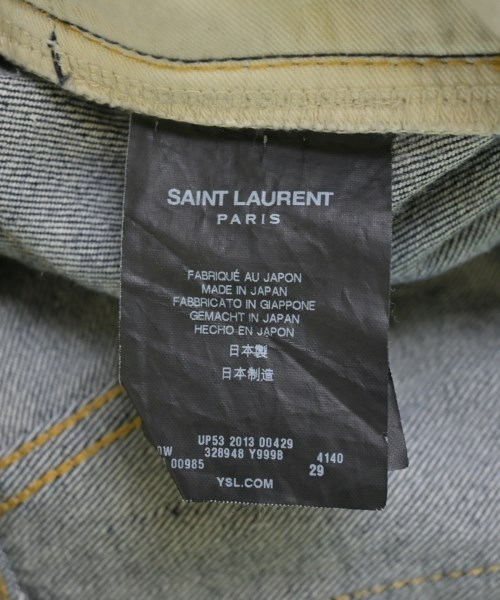 SAINT LAURENT
PARIS
FABRIQUÉ AU JAPON
MADE IN JAPAN
FABBRICATO IN GIAPPONE
GEMACHT IN JAPAN
HECHO EN JAPON
日本製
日本制造
UP53 2013 00429
328948 Y999B 4140
00985 29
YSL.COM